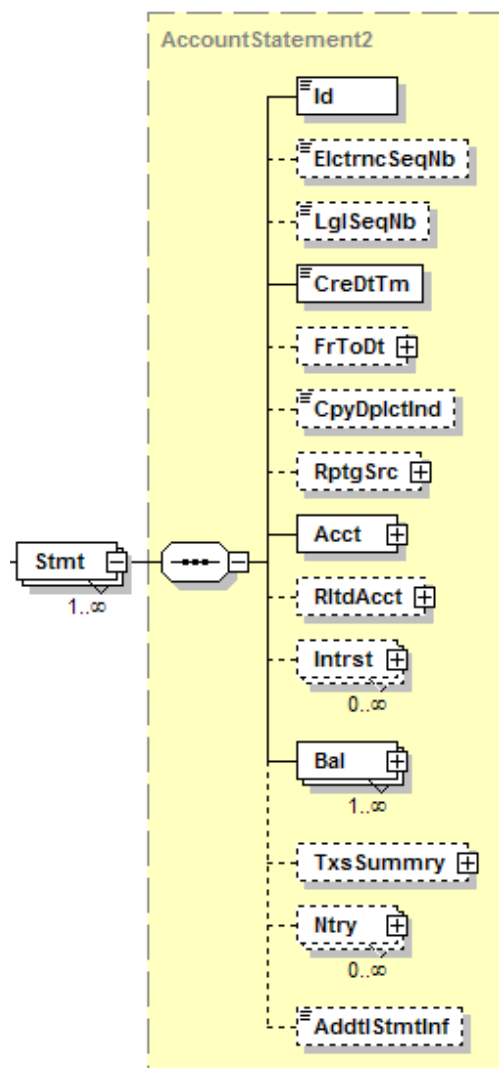 AccountStatement2
Id
ElctrncSeqNb
LglSeqNb
CreDtTm
FrToDt
CpyDplctInd
RptgSrc
Acct
Stmt
1..∞
RltdAcct
Intrst
0..∞
Bal
1..∞
TxsSummry
Ntry
0..∞
AddtlStmtInf